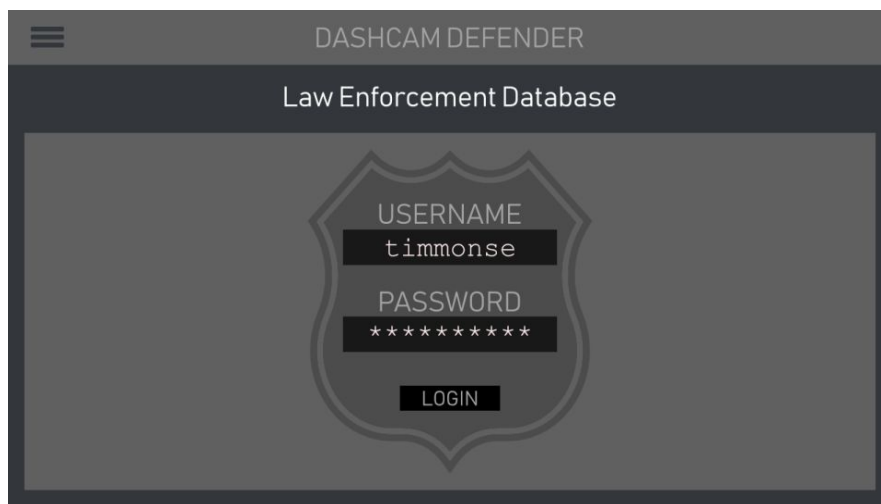 DASHCAM DEFENDER
Law Enforcement Database
USERNAME
timmonse
PASSWORD
**********
LOGIN